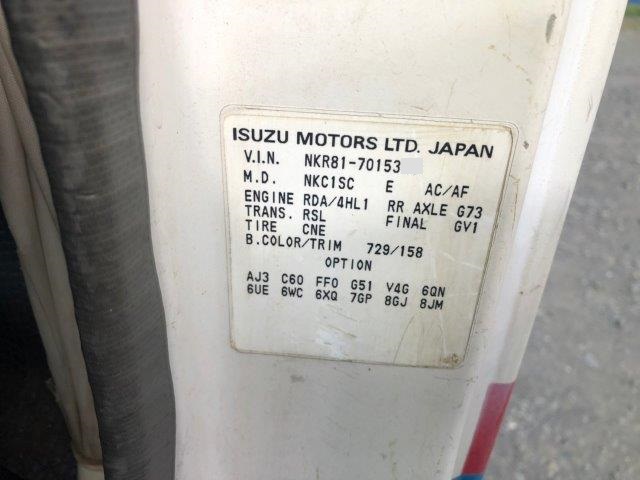 ISUZU MOTORS LTD. JAPAN
V.I.N. NKR81-70153
M.D. NKC1SC E AC/AF
ENGINE RDA/4HL1 RR AXLE G73
TRANS. RSL FINAL GV1
TIRE CNE
B.COLOR/TRIM 729/158
OPTION
AJ3 C60 FF0 G51 V4G 6QN
6UE 6WC 6XQ 7GP 8GJ 8JM